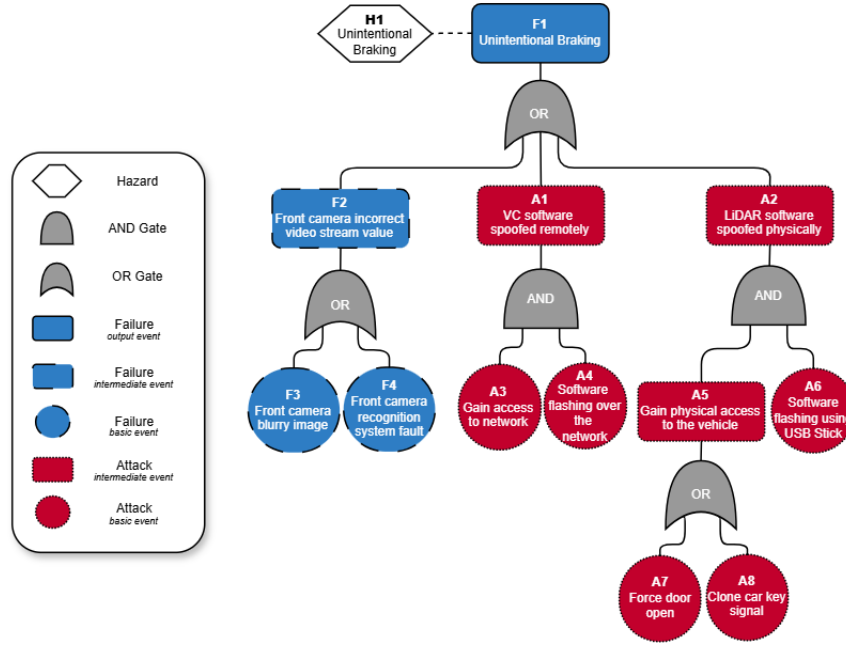 H1
Unintentional
Braking
F1
Unintentional Braking
OR
Hazard
AND Gate
OR Gate
Failure
output event
Failure
intermediate event
Failure
basic event
Attack
intermediate event
Attack
basic event
F2
Front camera incorrect
video stream value
A1
VC software
spoofed remotely
A2
LiDAR software
spoofed physically
OR
AND
AND
F3
Front camera
blurry image
F4
Front camera
recognition
system fault
A3
Gain access
to network
A4
Software
flashing over
the
network
A5
Gain physical access
to the vehicle
A6
Software
flashing using
USB Stick
OR
A7
Force door
open
A8
Clone car key
signal